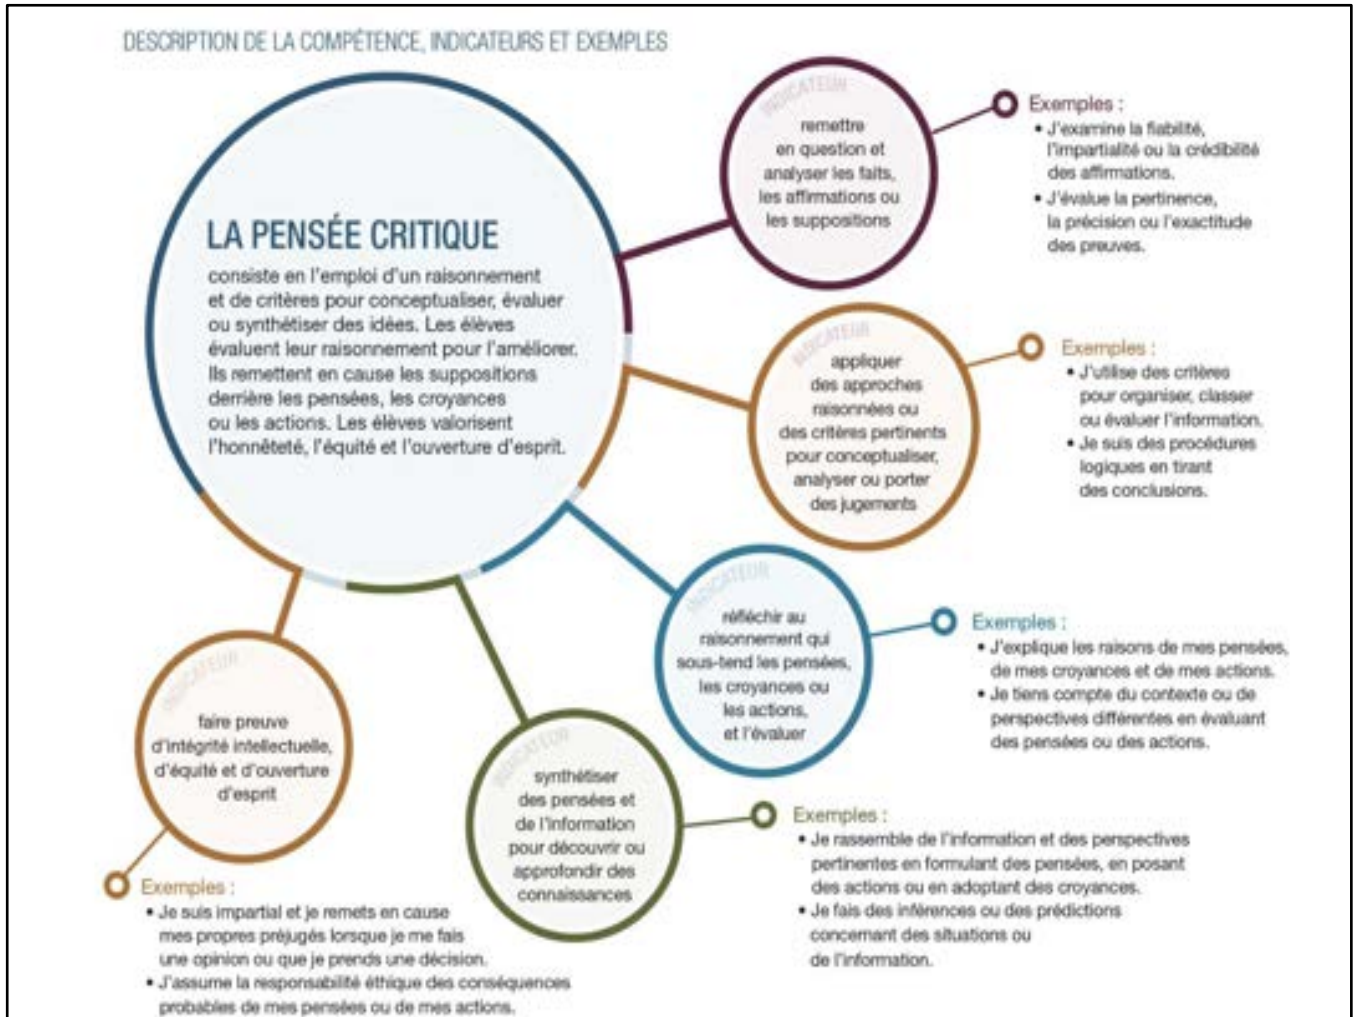 DESCRIPTION DE LA COMPÉTENCE, INDICATEURS ET EXEMPLES
LA PENSÉE CRITIQUE
consiste en l'emploi d'un raisonnement
et de critères pour conceptualiser, évaluer
ou synthétiser des idées. Les élèves
évaluent leur raisonnement pour l'améliorer.
Ils remettent en cause les suppositions
derrière les pensées, les croyances
ou les actions. Les élèves valorisent
l'honnêteté, l'équité et l'ouverture d'esprit.
INDICATEUR
remettre
en question et
analyser les faits,
les affirmations ou
les suppositions
Exemples :
• J'examine la fiabilité,
l'impartialité ou la crédibilité
des affirmations.
• J'évalue la pertinence,
la précision ou l'exactitude
des preuves.
INDICATEUR
appliquer
des approches
raisonnées ou
des critères pertinents
pour conceptualiser,
analyser ou porter
des jugements
Exemples :
• J'utilise des critères
pour organiser, classer
ou évaluer l'information.
• Je suis des procédures
logiques en tirant
des conclusions.
INDICATEUR
réfléchir au
raisonnement qui
sous-tend les pensées,
les croyances ou
les actions,
et l'évaluer
Exemples :
• J'explique les raisons de mes pensées,
de mes croyances et de mes actions.
• Je tiens compte du contexte ou de
perspectives différentes en évaluant
des pensées ou des actions.
INDICATEUR
synthétiser
des pensées et
de l'information
pour découvrir ou
approfondir des
connaissances
Exemples :
• Je rassemble de l'information et des perspectives
pertinentes en formulant des pensées, en posant
des actions ou en adoptant des croyances.
• Je fais des inférences ou des prédictions
concernant des situations ou
de l'information.
INDICATEUR
faire preuve
d'intégrité intellectuelle,
d'équité et d'ouverture
d'esprit
Exemples :
• Je suis impartial et je remets en cause
mes propres préjugés lorsque je me fais
une opinion ou que je prends une décision.
• J'assume la responsabilité éthique des conséquences
probables de mes pensées ou de mes actions.